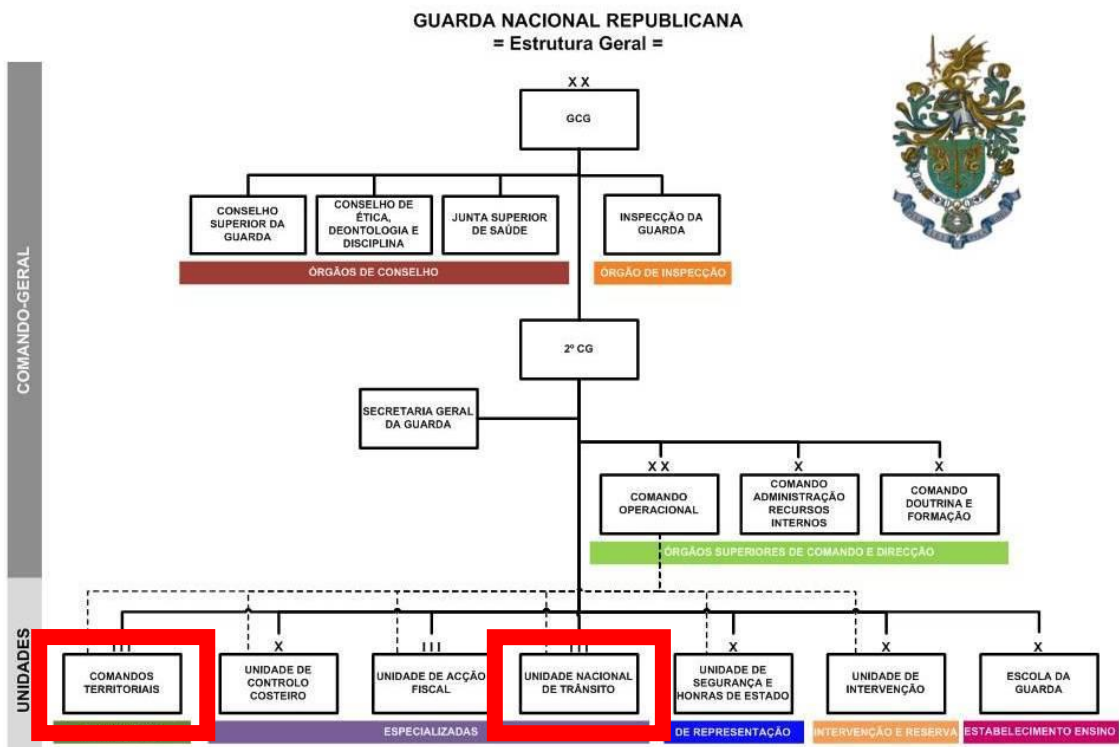 GUARDA NACIONAL REPUBLICANA
= Estrutura Geral =
COMANDO-GERAL
X X
GCG
CONSELHO
SUPERIOR DA
GUARDA
CONSELHO DE
ÉTICA,
DEONTOLOGIA E
DISCIPLINA
JUNTA SUPERIOR
DE SAÚDE
INSPECÇÃO DA
GUARDA
ÓRGÃOS DE CONSELHO
ÓRGÃO DE INSPECÇÃO
2º CG
SECRETARIA GERAL
DA GUARDA
X X
COMANDO
OPERACIONAL
X
COMANDO
ADMINISTRAÇÃO
RECURSOS
INTERNOS
X
COMANDO
DOUTRINA E
FORMAÇÃO
ÓRGÃOS SUPERIORES DE COMANDO E DIRECÇÃO
UNIDADES
III
COMANDOS
TERRITORIAIS
X
UNIDADE DE
CONTROLO
COSTEIRO
III
UNIDADE DE ACÇÃO
FISCAL
III
UNIDADE NACIONAL
DE TRÂNSITO
X
UNIDADE DE
SEGURANÇA E
HONRAS DE ESTADO
X
UNIDADE DE
INTERVENÇÃO
X
ESCOLA DA
GUARDA
ESPECIALIZADAS
DE REPRESENTAÇÃO
INTERVENÇÃO E RESERVA
ESTABELECIMENTO ENSINO